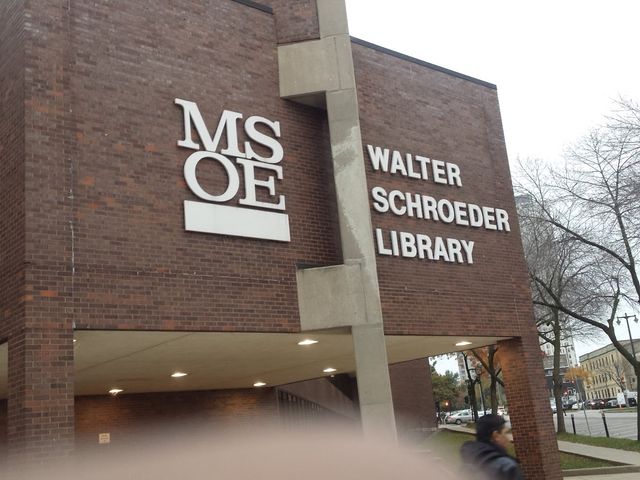 MS
OE
WALTER
SCHROEDER
LIBRARY